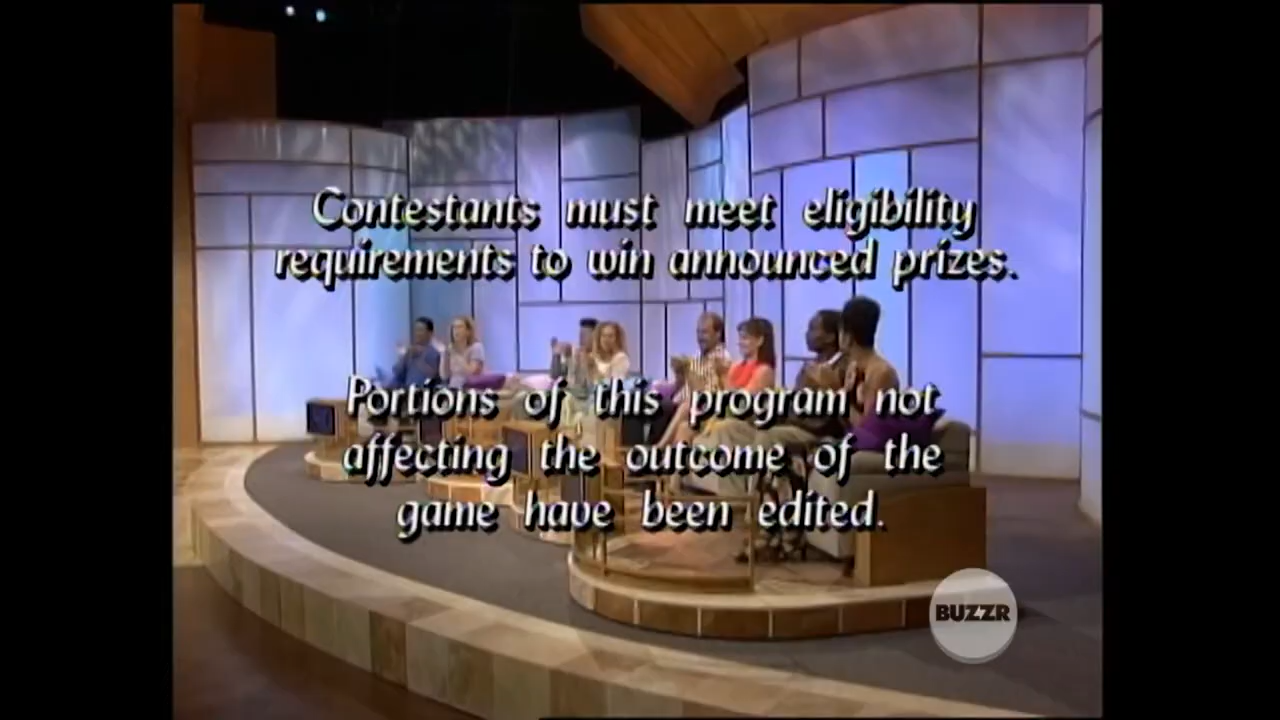 Contestants must meet eligibility
requirements to win announced prizes.
Portions of this program not
affecting the outcome of the
game have been edited.
BUZZR